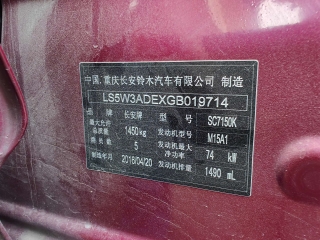 中国.重庆长安铃木汽车有限公司 制造
LS5W3ADEXGB019714
品牌 长安牌 型号 SC7150K
最大允许总质量 1450kg 发动机型号 M15A1
乘员数 5 发动机最大净功率 74 kW
制造年月 2016/04/20 发动机排量 1490 mL